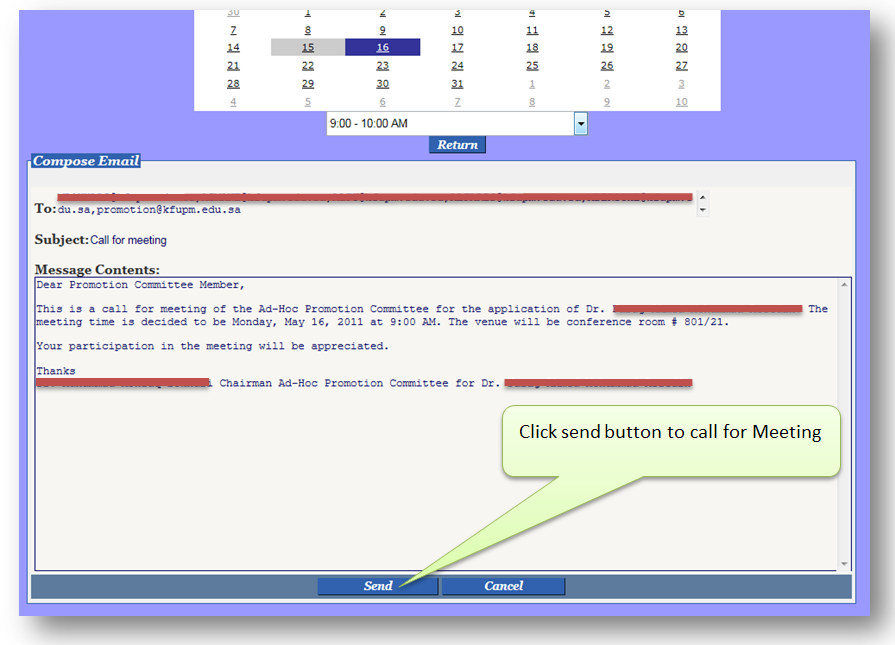 30 1 2 3 4 5 6
7 8 9 10 11 12 13
14 15 16 17 18 19 20
21 22 23 24 25 26 27
28 29 30 31 1 2 3
4 5 6 7 8 9 10
9:00 - 10:00 AM
Return
Compose Email
To: du.sa,promotion@kfupm.edu.sa
Subject: Call for meeting
Message Contents:
Dear Promotion Committee Member,
This is a call for meeting of the Ad-Hoc Promotion Committee for the application of Dr. The
meeting time is decided to be Monday, May 16, 2011 at 9:00 AM. The venue will be conference room # 801/21.
Your participation in the meeting will be appreciated.
Thanks
Chairman Ad-Hoc Promotion Committee for Dr.
Click send button to call for Meeting
Send Cancel